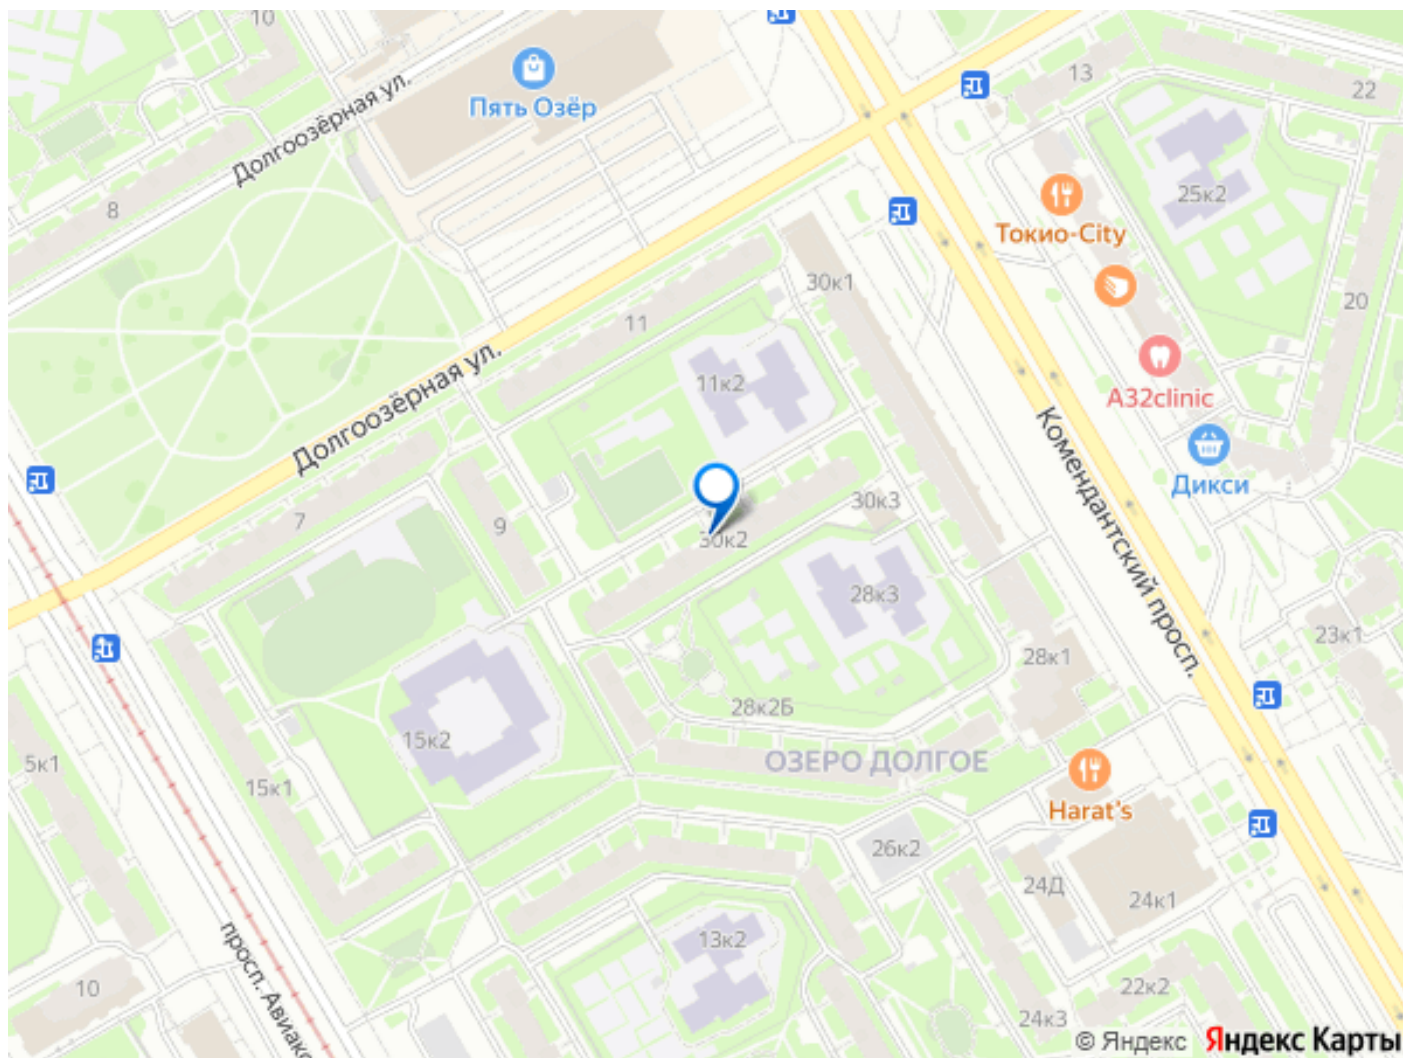 10
Пять Озёр
Долгоозёрная ул.
13
22
8
25к2
Токио-City
30к1
20
11
11к2
A32clinic
Долгоозёрная ул.
Комендантский просп.
Дикси
7
9
30к3
30к2
28к3
23к1
28к1
28к2Б
15к2
ОЗЕРО ДОЛГОЕ
5к1
15к1
Harat's
26к2
24Д
24к1
13к2
просп. Авиако
10
22к2
24к3
© Яндекс Яндекс Карты